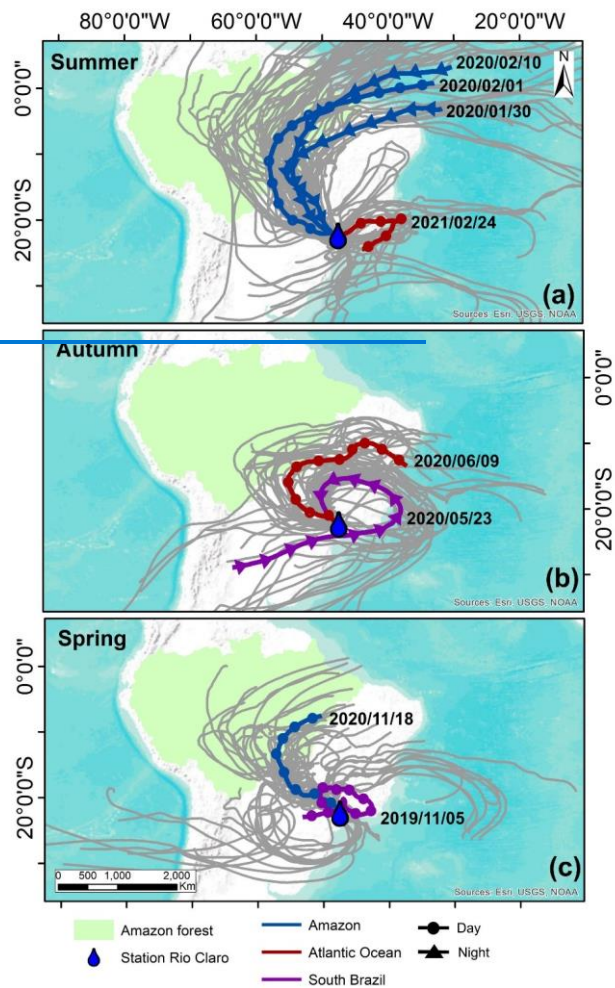 80°0'0"W 60°0'0"W 40°0'0"W 20°0'0"W
Summer
N
2020/02/10
2020/02/01
2020/01/30
2021/02/24
0°0'0"
20°0'0"S
(a)
Sources: Esri, USGS, NOAA
Autumn
0°0'0"
20°0'0"S
2020/06/09
2020/05/23
(b)
Sources: Esri, USGS, NOAA
Spring
0°0'0"
20°0'0"S
2020/11/18
2019/11/05
(c)
0 500 1,000 2,000
Km
Sources: Esri, USGS, NOAA
Amazon forest
Station Rio Claro
Amazon
Atlantic Ocean
South Brazil
Day
Night